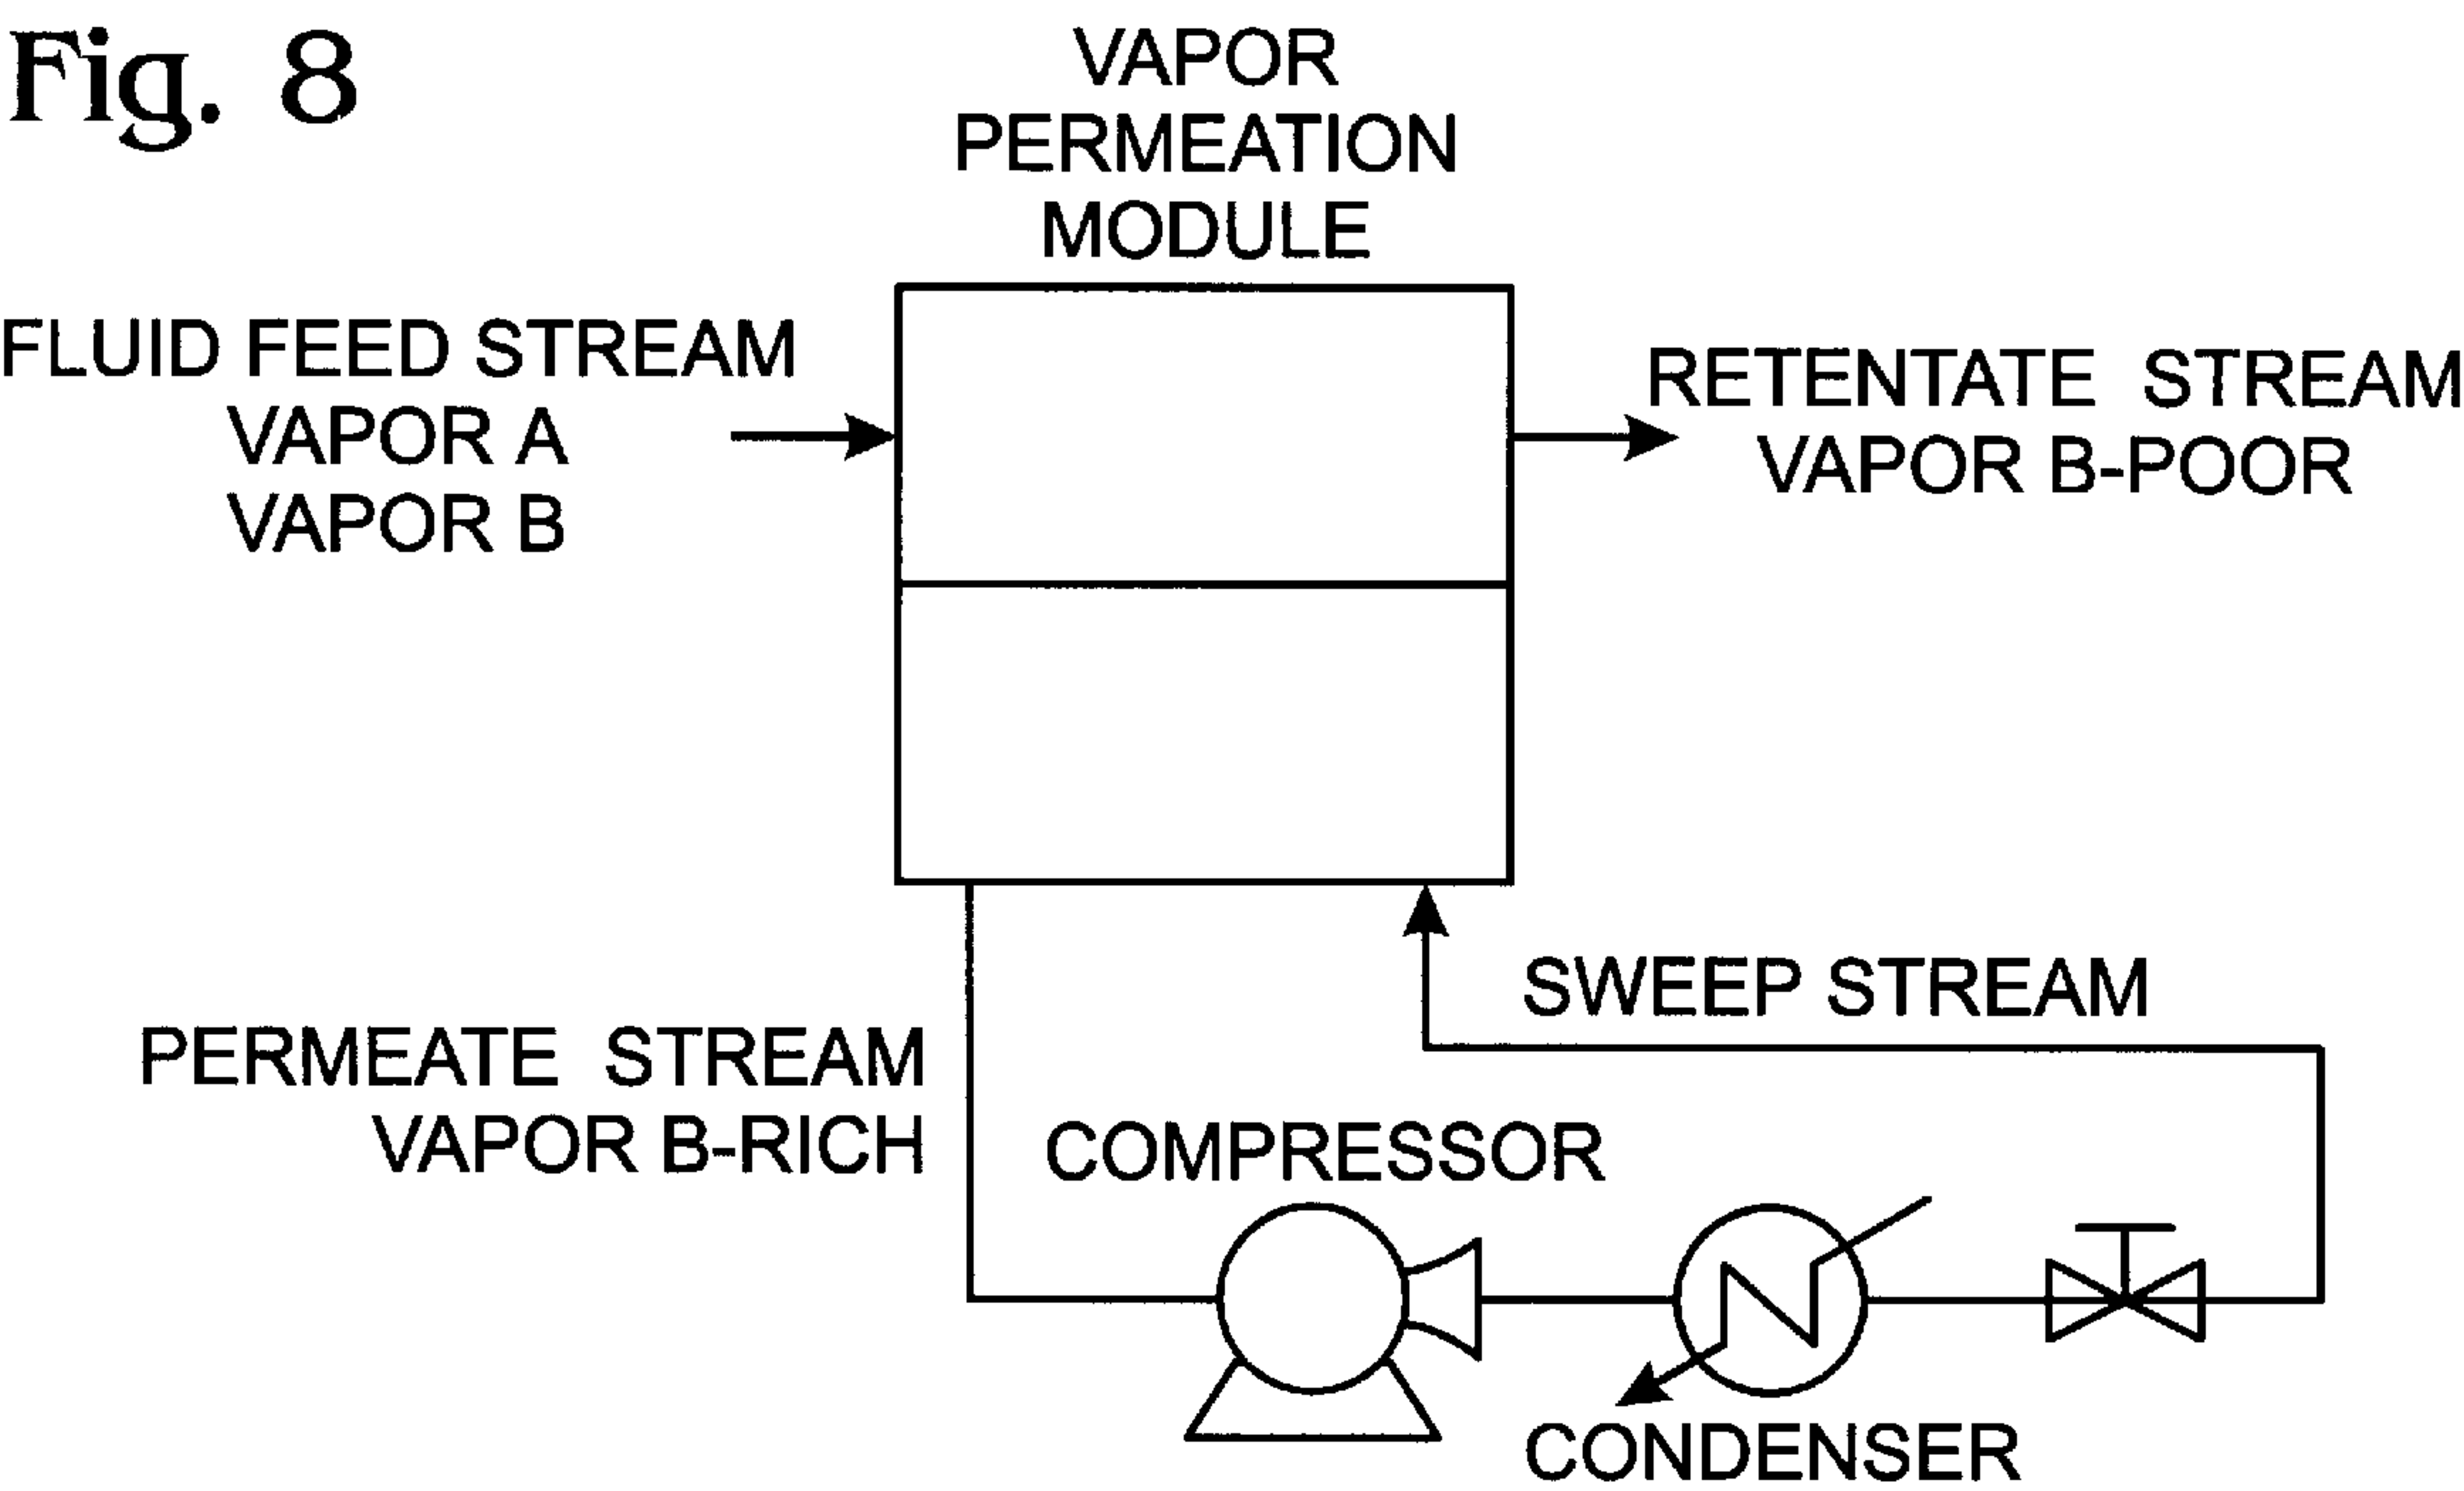 Fig. 8
VAPOR
PERMEATION
MODULE
FLUID FEED STREAM
VAPOR A
VAPOR B
RETENTATE STREAM
VAPOR B-POOR
SWEEP STREAM
PERMEATE STREAM
VAPOR B-RICH
COMPRESSOR
CONDENSER